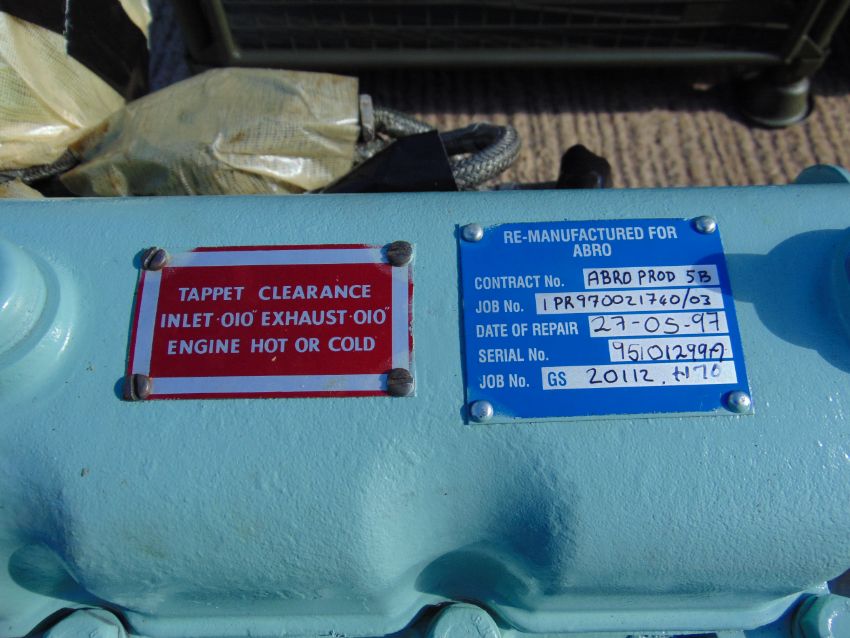 TAPPET CLEARANCE
INLET·010" EXHAUST·010"
ENGINE HOT OR COLD
RE-MANUFACTURED FOR
ABRO
CONTRACT No. ABRO PROD 5B
JOB No. 1PR970021740/03
DATE OF REPAIR 27-05-97
SERIAL No. 95101299A
JOB No. GS 20112. H70